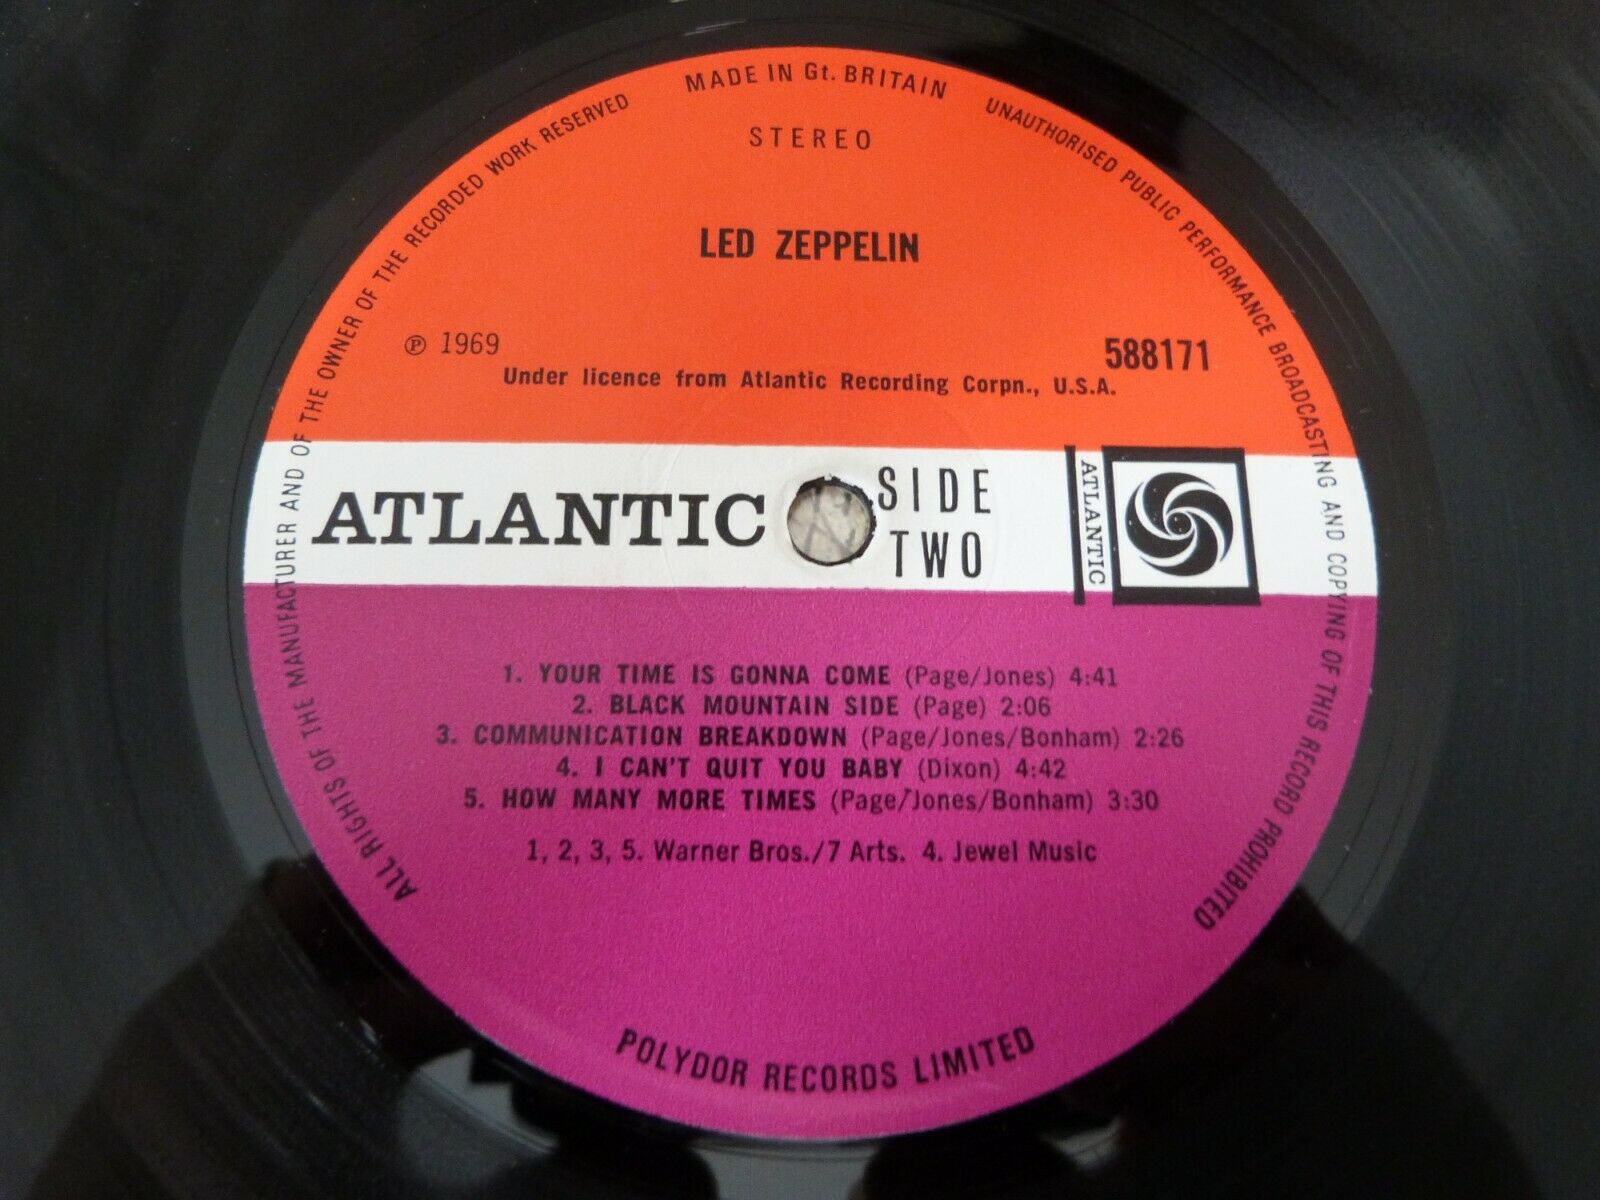 MADE IN Gt. BRITAIN
UNAUTHORISED PUBLIC PERFORMANCE BROADCASTING AND COPYING OF THIS RECORD PROHIBITED
ALL RIGHTS OF THE MANUFACTURER AND OF THE OWNER OF THE RECORDED WORK RESERVED
STEREO
LED ZEPPELIN
℗ 1969
588171
Under licence from Atlantic Recording Corpn., U.S.A.
ATLANTIC
SIDE
TWO
ATLANTIC
1. YOUR TIME IS GONNA COME (Page/Jones) 4:41
2. BLACK MOUNTAIN SIDE (Page) 2:06
3. COMMUNICATION BREAKDOWN (Page/Jones/Bonham) 2:26
4. I CAN'T QUIT YOU BABY (Dixon) 4:42
5. HOW MANY MORE TIMES (Page/Jones/Bonham) 3:30
1, 2, 3, 5. Warner Bros./7 Arts. 4. Jewel Music
POLYDOR RECORDS LIMITED